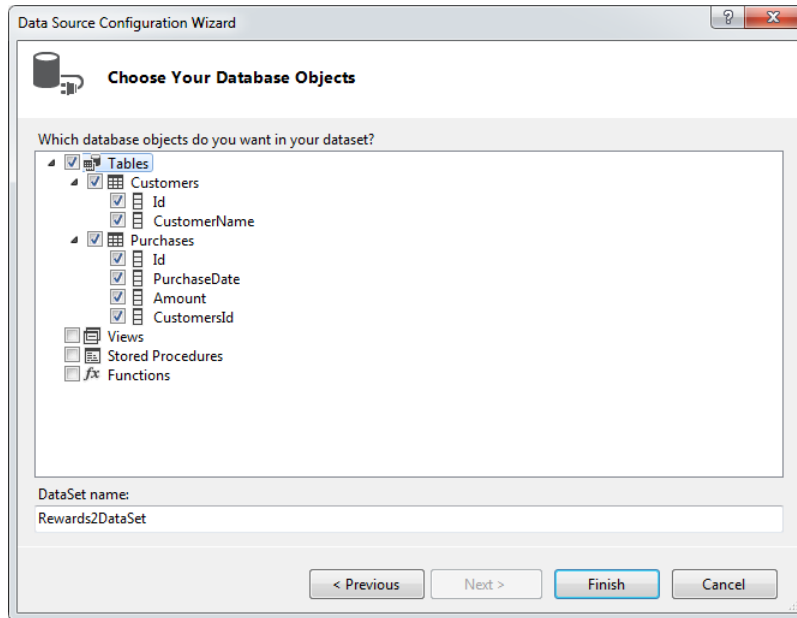 Data Source Configuration Wizard
? X
Choose Your Database Objects
Which database objects do you want in your dataset?
Tables
Customers
Id
CustomerName
Purchases
Id
PurchaseDate
Amount
CustomersId
Views
Stored Procedures
fx Functions
DataSet name:
Rewards2DataSet
< Previous Next > Finish Cancel